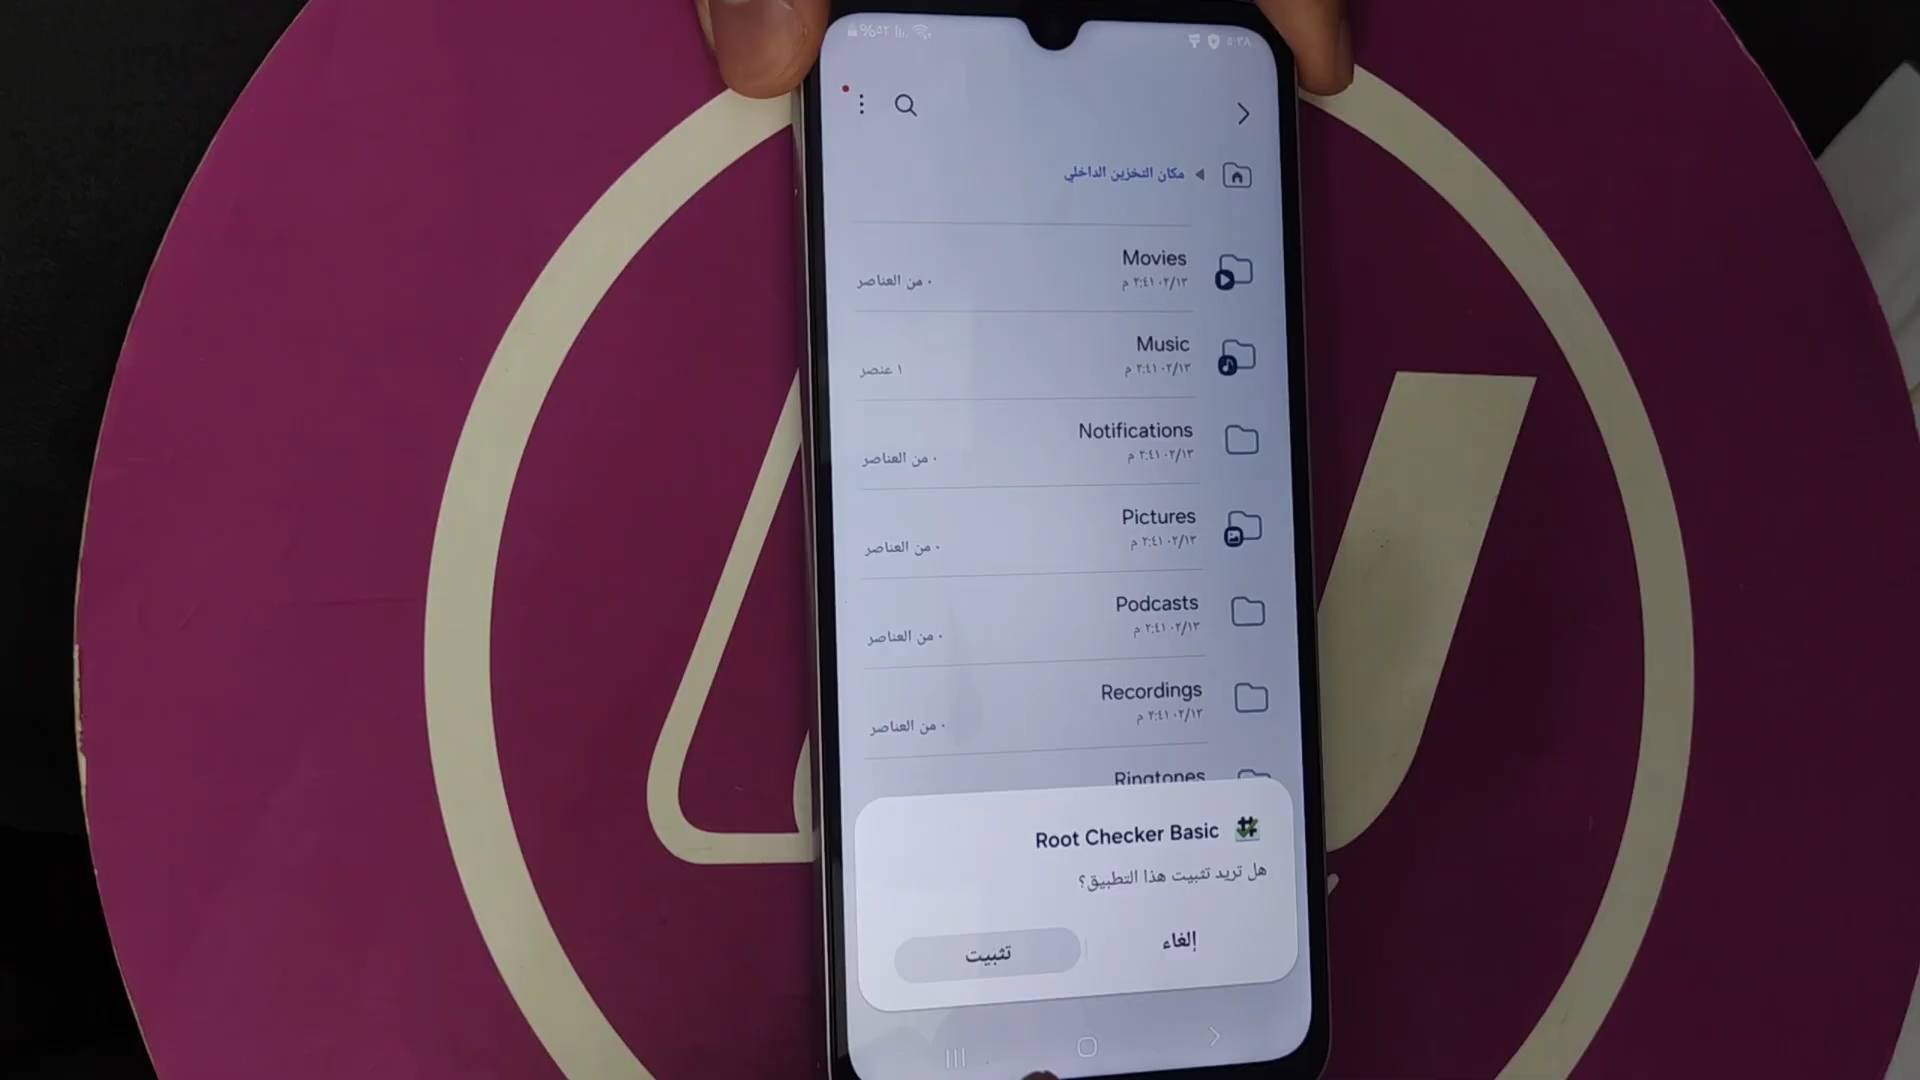 ٥:٣٨
%٥٢
مكان التخزين الداخلي
Movies
٠٢/١٣ ٢:٤١ م
٠ من العناصر
Music
٠٢/١٣ ٢:٤١ م
١ عنصر
Notifications
٠٢/١٣ ٢:٤١ م
٠ من العناصر
Pictures
٠٢/١٣ ٢:٤١ م
٠ من العناصر
Podcasts
٠٢/١٣ ٢:٤١ م
٠ من العناصر
Recordings
٠٢/١٣ ٢:٤١ م
٠ من العناصر
Ringtones
Root Checker Basic
هل تريد تثبيت هذا التطبيق؟
إلغاء
تثبيت